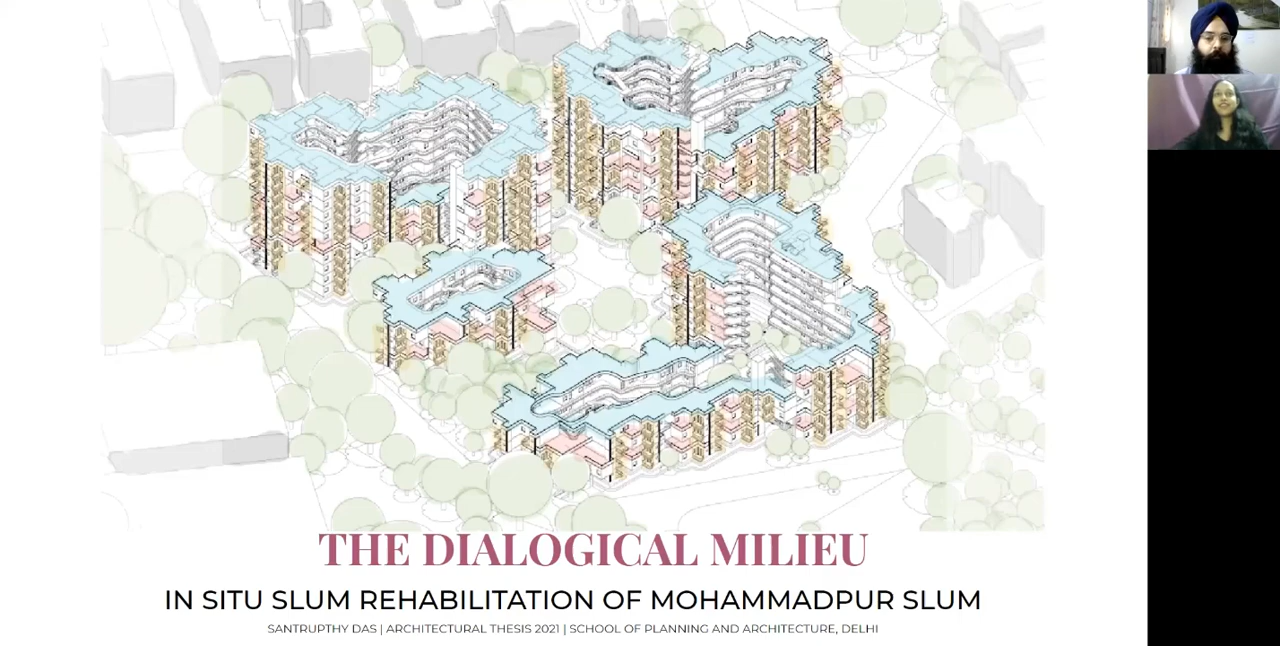 THE DIALOGICAL MILIEU
IN SITU SLUM REHABILITATION OF MOHAMMADPUR SLUM
SANTRUPTHY DAS | ARCHITECTURAL THESIS 2021 | SCHOOL OF PLANNING AND ARCHITECTURE, DELHI